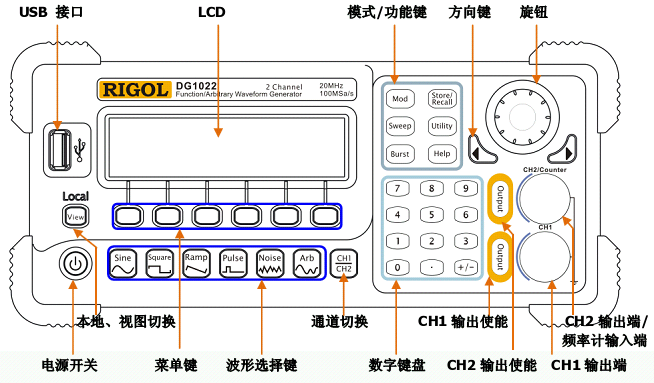 USB 接口
LCD
模式/功能键
方向键
旋钮
RIGOL
DG1022
2 Channel
Function/Arbitrary Waveform Generator
20MHz
100MSa/s
Mod
Store/
Recall
Sweep
Utility
Burst
Help
CH2/Counter
Local
View
7
8
9
4
5
6
1
2
3
0
.
+/-
Output
Output
CH1
Sine
Square
Ramp
Pulse
Noise
Arb
CH1
CH2
本地、视图切换
通道切换
CH1 输出使能
CH2 输出端/
频率计输入端
电源开关
菜单键
波形选择键
数字键盘
CH2 输出使能
CH1 输出端